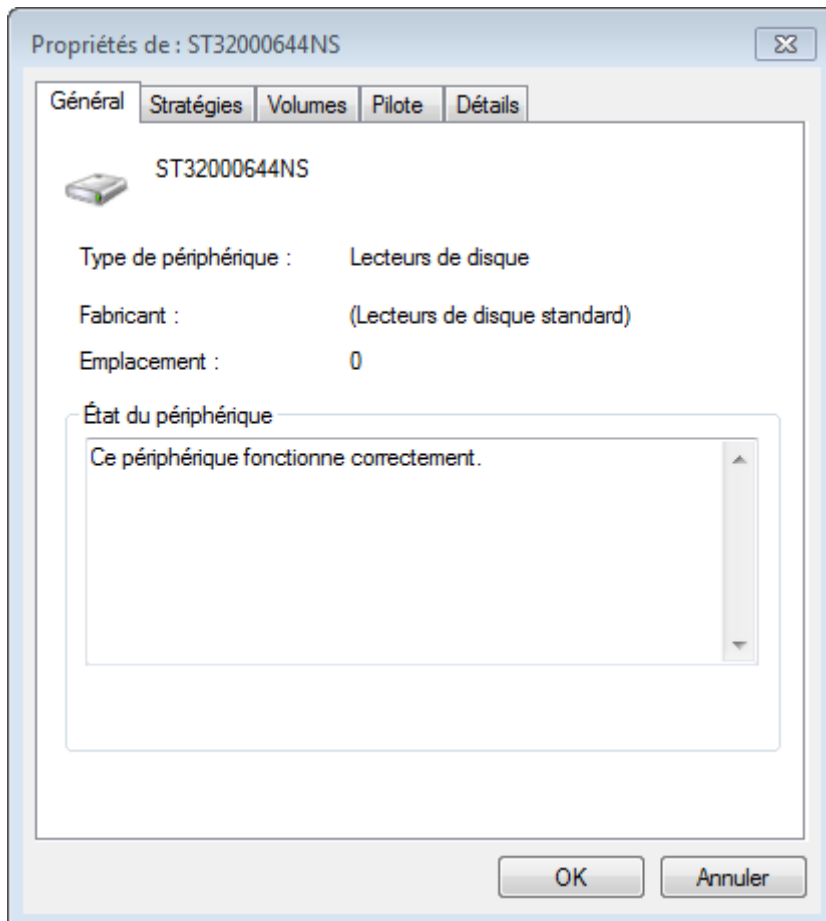 Propriétés de : ST32000644NS
Général Stratégies Volumes Pilote Détails
ST32000644NS
Type de périphérique : Lecteurs de disque
Fabricant : (Lecteurs de disque standard)
Emplacement : 0
État du périphérique
Ce périphérique fonctionne correctement.
OK Annuler